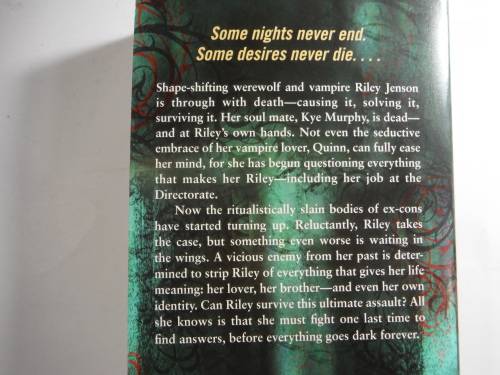 Some nights never end.
Some desires never die. . . .
Shape-shifting werewolf and vampire Riley Jenson
is through with death—causing it, solving it,
surviving it. Her soul mate, Kye Murphy, is dead—
and at Riley's own hands. Not even the seductive
embrace of her vampire lover, Quinn, can fully ease
her mind, for she has begun questioning everything
that makes her Riley—including her job at the
Directorate.
Now the ritualistically slain bodies of ex-cons
have started turning up. Reluctantly, Riley takes
the case, but something even worse is waiting in
the wings. A vicious enemy from her past is deter-
mined to strip Riley of everything that gives her life
meaning: her lover, her brother—and even her own
identity. Can Riley survive this ultimate assault? All
she knows is that she must fight one last time to
find answers, before everything goes dark forever.